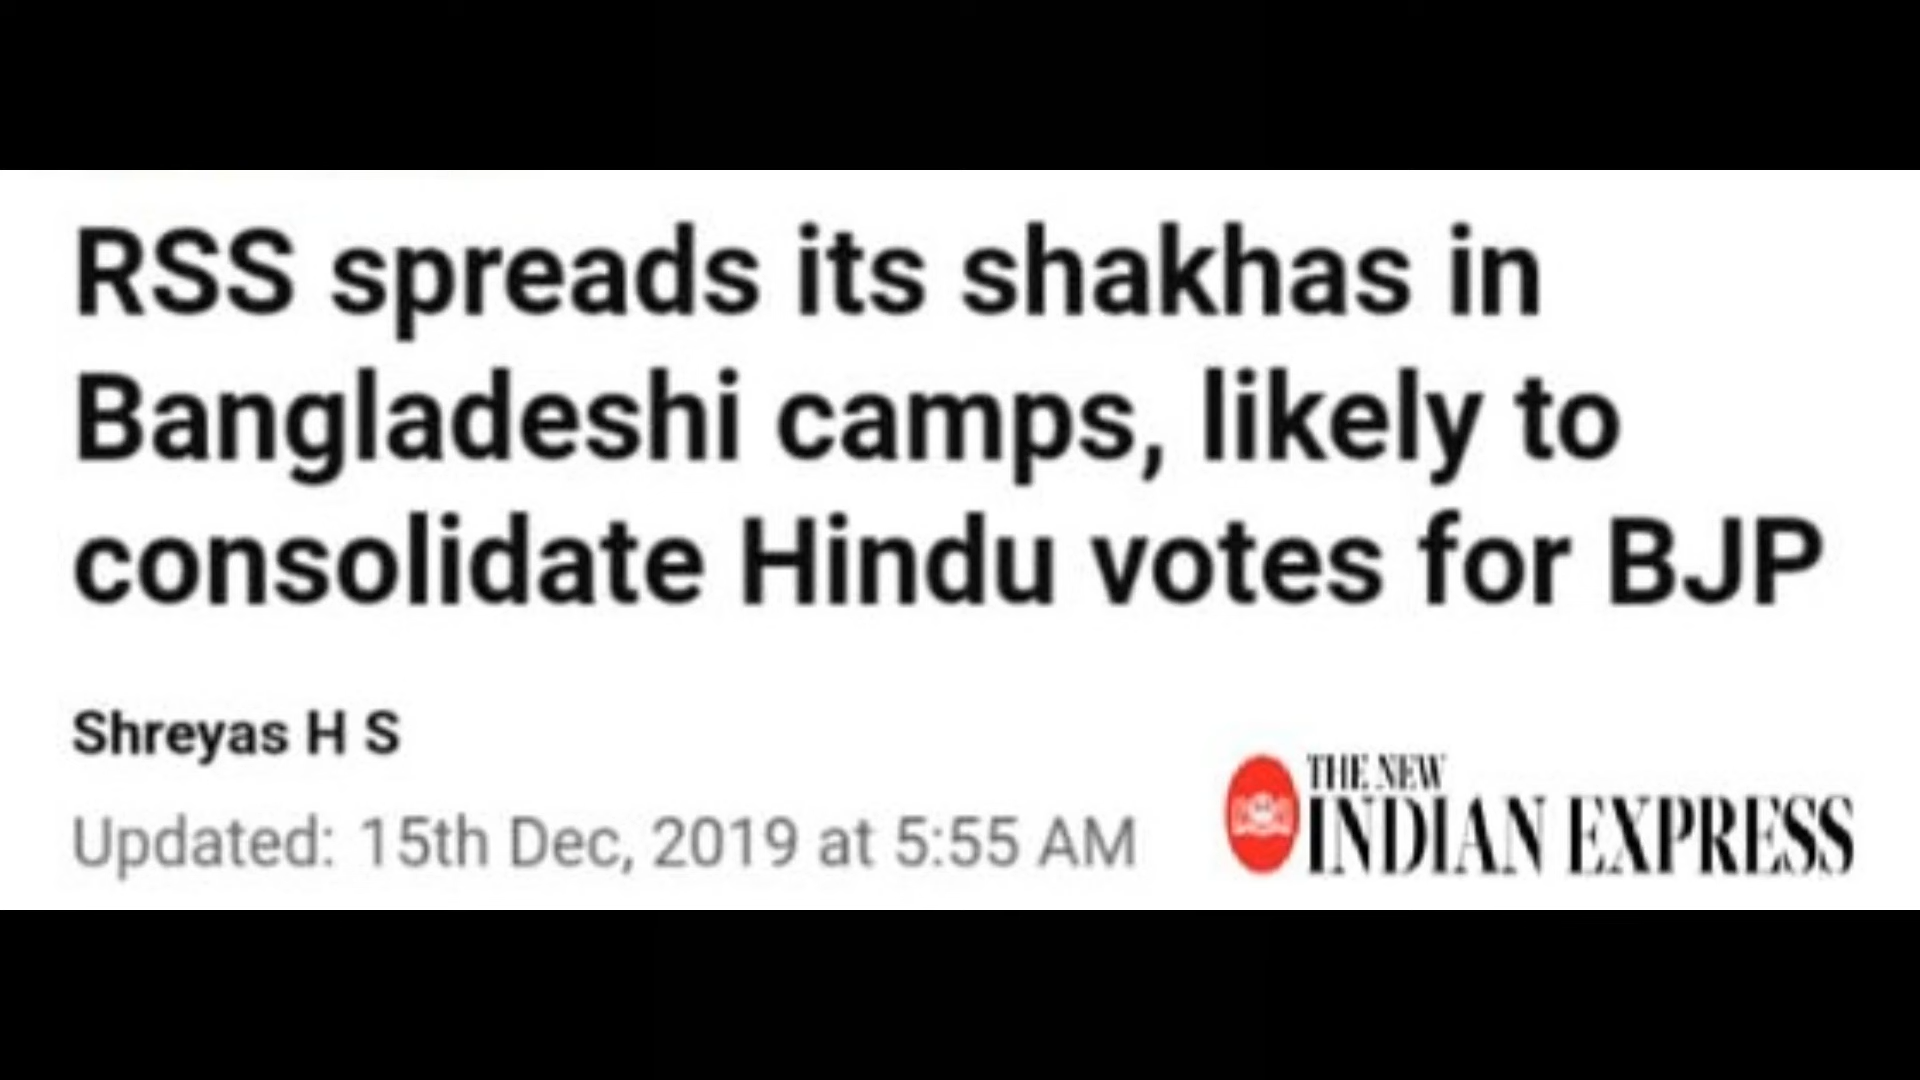 RSS spreads its shakhas in
Bangladeshi camps, likely to
consolidate Hindu votes for BJP
Shreyas H S
Updated: 15th Dec, 2019 at 5:55 AM
THE NEW
INDIAN EXPRESS